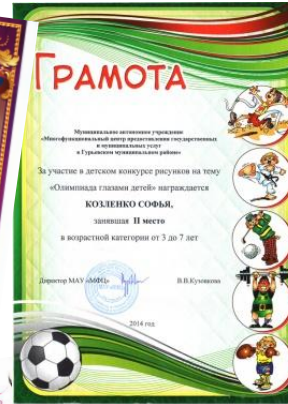 ГРАМОТА
Муниципальное автономное учреждение
«Многофункциональный центр предоставления государственных
и муниципальных услуг
в Гурьевском муниципальном районе»
За участие в детском конкурсе рисунков на тему
«Олимпиада глазами детей» награждается
КОЗЛЕНКО СОФЬЯ,
занявшая II место
в возрастной категории от 3 до 7 лет
Директор МАУ «МФЦ»
2014 год